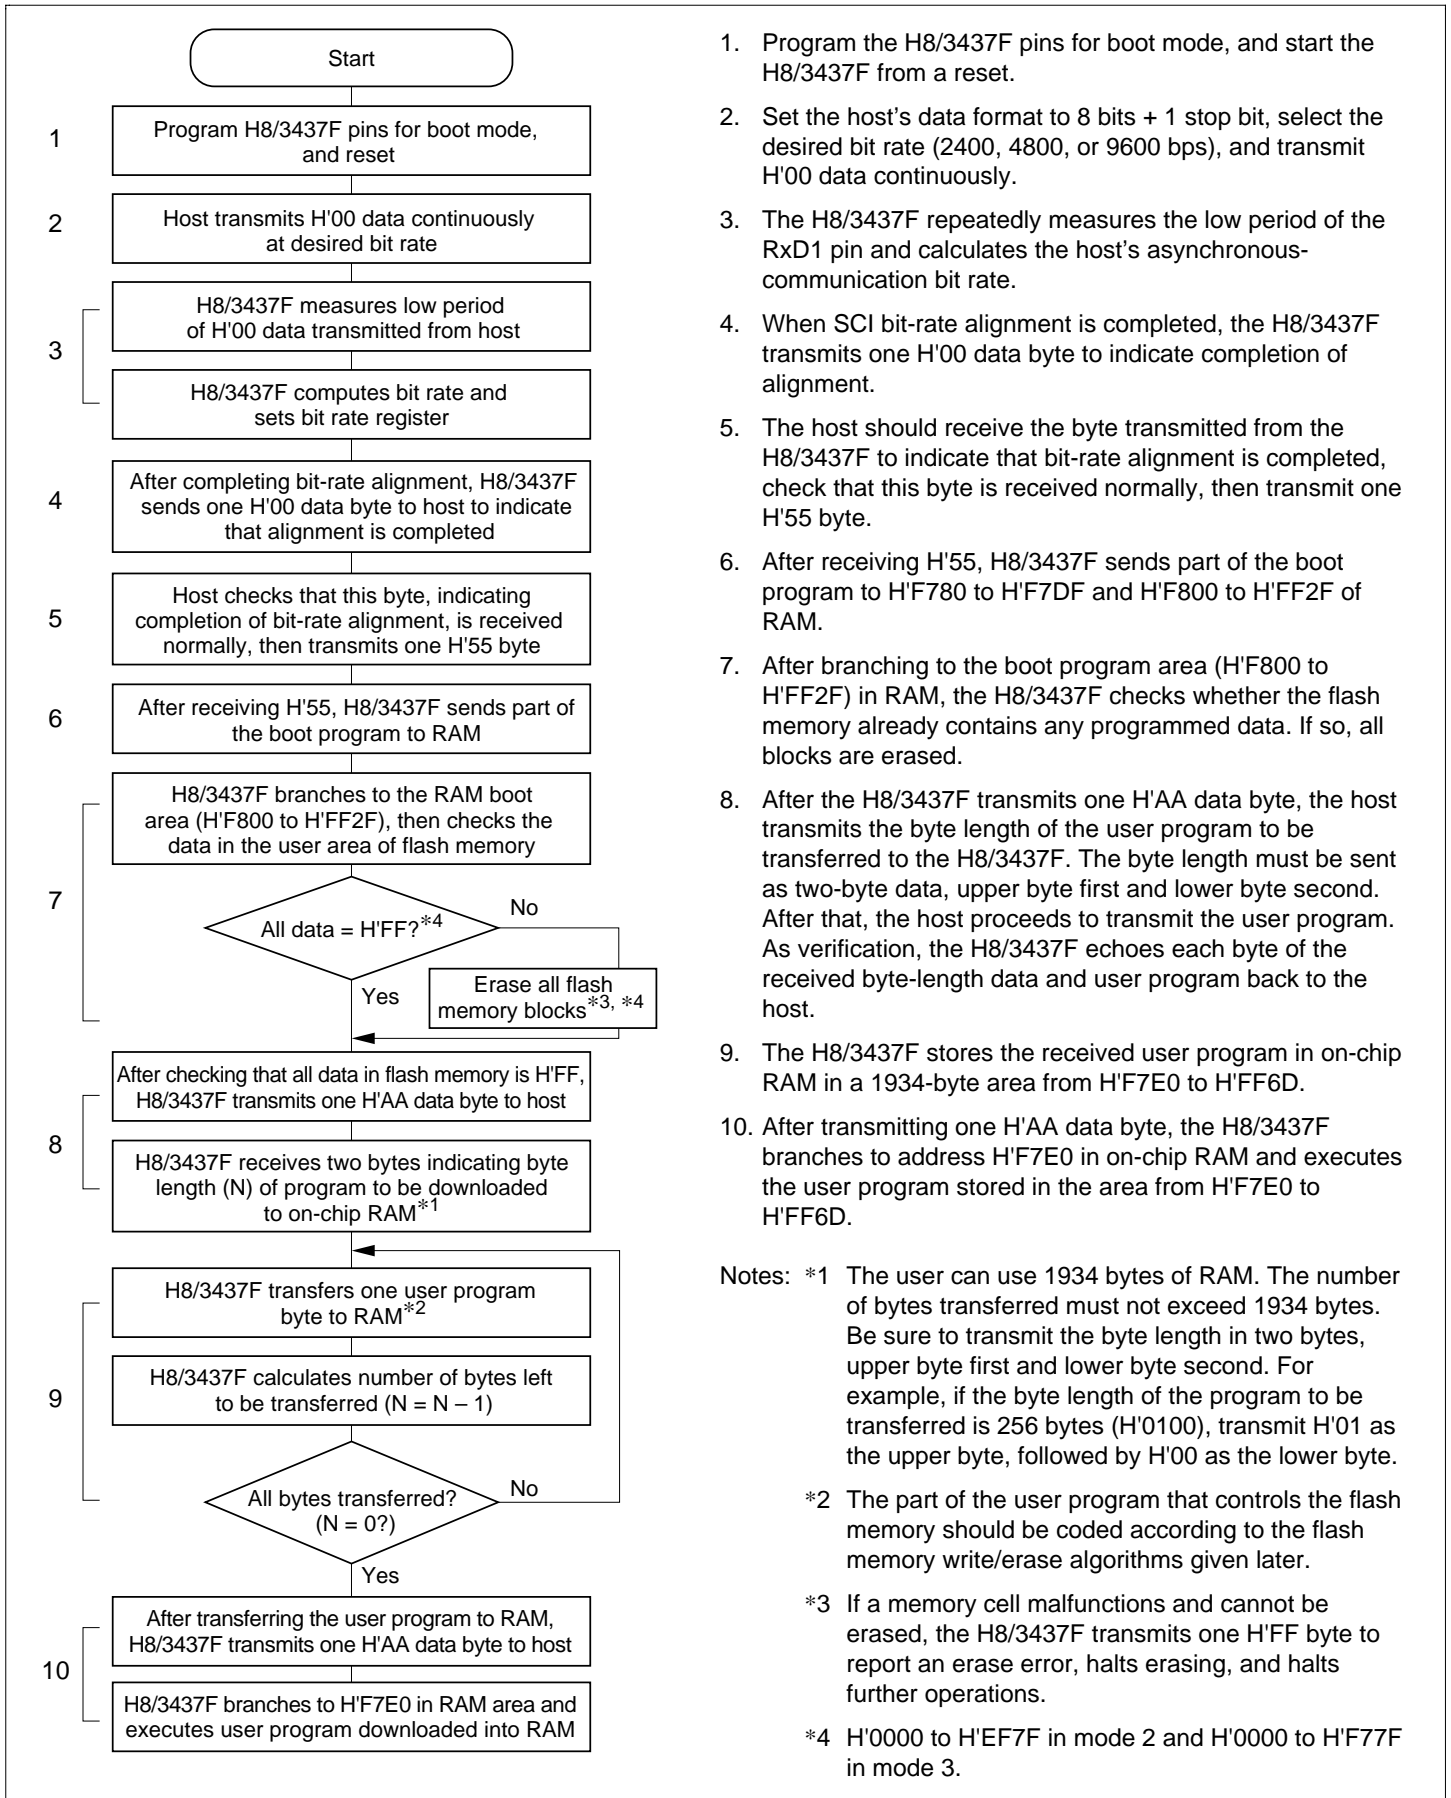 Start
1
Program H8/3437F pins for boot mode,
and reset
2
Host transmits H'00 data continuously
at desired bit rate
3
H8/3437F measures low period
of H'00 data transmitted from host
H8/3437F computes bit rate and
sets bit rate register
4
After completing bit-rate alignment, H8/3437F
sends one H'00 data byte to host to indicate
that alignment is completed
5
Host checks that this byte, indicating
completion of bit-rate alignment, is received
normally, then transmits one H'55 byte
6
After receiving H'55, H8/3437F sends part of
the boot program to RAM
7
H8/3437F branches to the RAM boot
area (H'F800 to H'FF2F), then checks the
data in the user area of flash memory
All data = H'FF?*4
No
Erase all flash
memory blocks*3, *4
Yes
8
After checking that all data in flash memory is H'FF,
H8/3437F transmits one H'AA data byte to host
H8/3437F receives two bytes indicating byte
length (N) of program to be downloaded
to on-chip RAM*1
9
H8/3437F transfers one user program
byte to RAM*2
H8/3437F calculates number of bytes left
to be transferred (N = N – 1)
All bytes transferred?
(N = 0?)
No
Yes
10
After transferring the user program to RAM,
H8/3437F transmits one H'AA data byte to host
H8/3437F branches to H'F7E0 in RAM area and
executes user program downloaded into RAM
1. Program the H8/3437F pins for boot mode, and start the
H8/3437F from a reset.
2. Set the host's data format to 8 bits + 1 stop bit, select the
desired bit rate (2400, 4800, or 9600 bps), and transmit
H'00 data continuously.
3. The H8/3437F repeatedly measures the low period of the
RxD1 pin and calculates the host's asynchronous-
communication bit rate.
4. When SCI bit-rate alignment is completed, the H8/3437F
transmits one H'00 data byte to indicate completion of
alignment.
5. The host should receive the byte transmitted from the
H8/3437F to indicate that bit-rate alignment is completed,
check that this byte is received normally, then transmit one
H'55 byte.
6. After receiving H'55, H8/3437F sends part of the boot
program to H'F780 to H'F7DF and H'F800 to H'FF2F of
RAM.
7. After branching to the boot program area (H'F800 to
H'FF2F) in RAM, the H8/3437F checks whether the flash
memory already contains any programmed data. If so, all
blocks are erased.
8. After the H8/3437F transmits one H'AA data byte, the host
transmits the byte length of the user program to be
transferred to the H8/3437F. The byte length must be sent
as two-byte data, upper byte first and lower byte second.
After that, the host proceeds to transmit the user program.
As verification, the H8/3437F echoes each byte of the
received byte-length data and user program back to the
host.
9. The H8/3437F stores the received user program in on-chip
RAM in a 1934-byte area from H'F7E0 to H'FF6D.
10. After transmitting one H'AA data byte, the H8/3437F
branches to address H'F7E0 in on-chip RAM and executes
the user program stored in the area from H'F7E0 to
H'FF6D.
Notes: *1 The user can use 1934 bytes of RAM. The number
of bytes transferred must not exceed 1934 bytes.
Be sure to transmit the byte length in two bytes,
upper byte first and lower byte second. For
example, if the byte length of the program to be
transferred is 256 bytes (H'0100), transmit H'01 as
the upper byte, followed by H'00 as the lower byte.
*2 The part of the user program that controls the flash
memory should be coded according to the flash
memory write/erase algorithms given later.
*3 If a memory cell malfunctions and cannot be
erased, the H8/3437F transmits one H'FF byte to
report an erase error, halts erasing, and halts
further operations.
*4 H'0000 to H'EF7F in mode 2 and H'0000 to H'F77F
in mode 3.